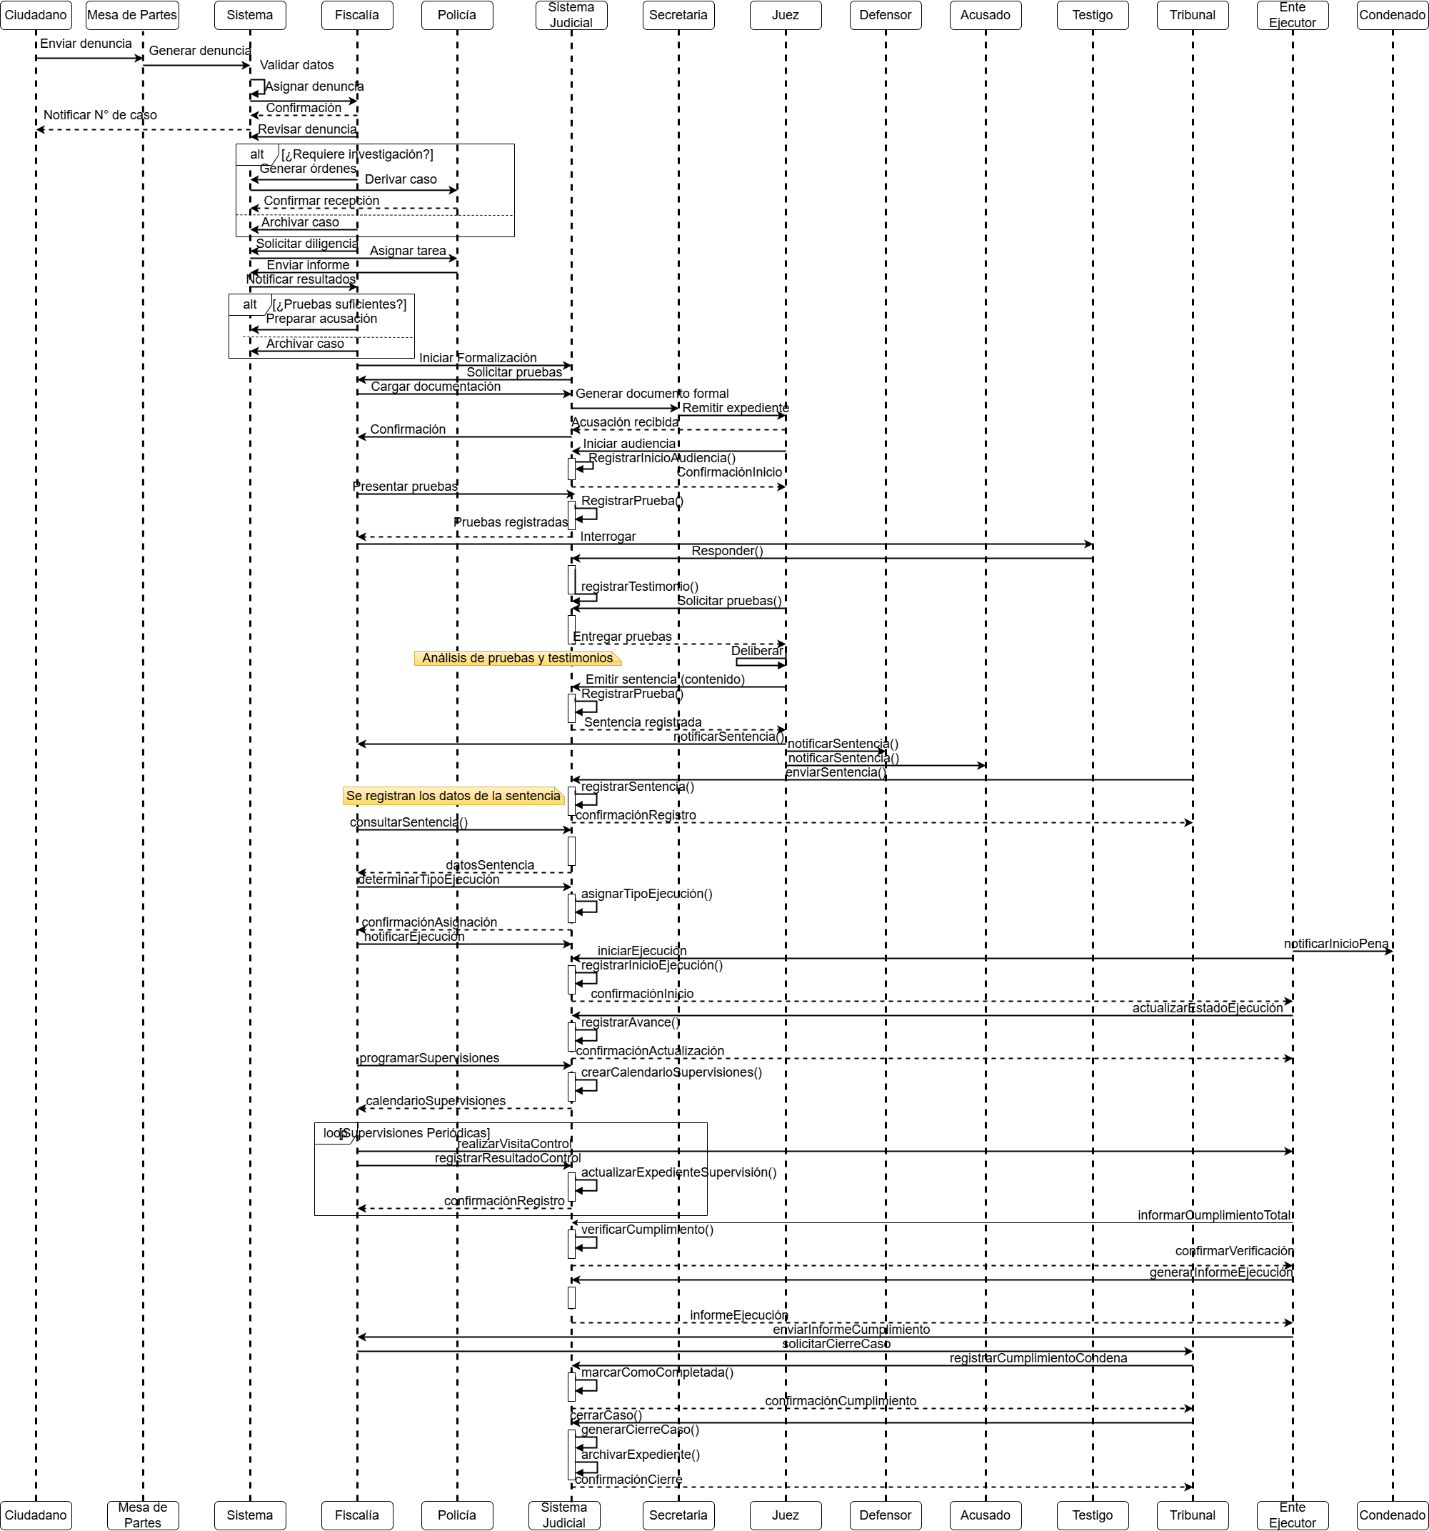 Ciudadano
Mesa de Partes
Sistema
Fiscalía
Policía
Sistema
Judicial
Secretaria
Juez
Defensor
Acusado
Testigo
Tribunal
Ente
Ejecutor
Condenado
Enviar denuncia
Generar denuncia
Validar datos
Asignar denuncia
Confirmación
Notificar N° de caso
Revisar denuncia
alt
[¿Requiere investigación?]
Generar órdenes
Derivar caso
Confirmar recepción
Archivar caso
Solicitar diligencia
Asignar tarea
Enviar informe
Notificar resultados
alt
[¿Pruebas suficientes?]
Preparar acusación
Archivar caso
Iniciar Formalización
Solicitar pruebas
Cargar documentación
Generar documento formal
Remitir expediente
Acusación recibida
Confirmación
Iniciar audiencia
RegistrarInicioAudiencia()
ConfirmaciónInicio
Presentar pruebas
RegistrarPrueba()
Pruebas registradas
Interrogar
Responder()
registrarTestimonio()
Solicitar pruebas()
Entregar pruebas
Deliberar
Análisis de pruebas y testimonios
Emitir sentencia (contenido)
RegistrarPrueba()
Sentencia registrada
notificarSentencia()
notificarSentencia()
notificarSentencia()
enviarSentencia()
registrarSentencia()
Se registran los datos de la sentencia
confirmaciónRegistro
consultarSentencia()
datosSentencia
determinarTipoEjecución
asignarTipoEjecución()
confirmaciónAsignación
notificarEjecución
notificarInicioPena
iniciarEjecución
registrarInicioEjecución()
confirmaciónInicio
actualizarEstadoEjecución
registrarAvance()
confirmaciónActualización
programarSupervisiones
crearCalendarioSupervisiones()
calendarioSupervisiones
loop
[Supervisiones Periódicas]
realizarVisitaControl
registrarResultadoControl
actualizarExpedienteSupervisión()
confirmaciónRegistro
informarCumplimientoTotal
verificarCumplimiento()
confirmarVerificación
generarInformeEjecución
informeEjecución
enviarInformeCumplimiento
solicitarCierreCaso
registrarCumplimientoCondena
marcarComoCompletada()
confirmaciónCumplimiento
cerrarCaso()
generarCierreCaso()
archivarExpediente()
confirmaciónCierre
Ciudadano
Mesa de
Partes
Sistema
Fiscalía
Policía
Sistema
Judicial
Secretaria
Juez
Defensor
Acusado
Testigo
Tribunal
Ente
Ejecutor
Condenado